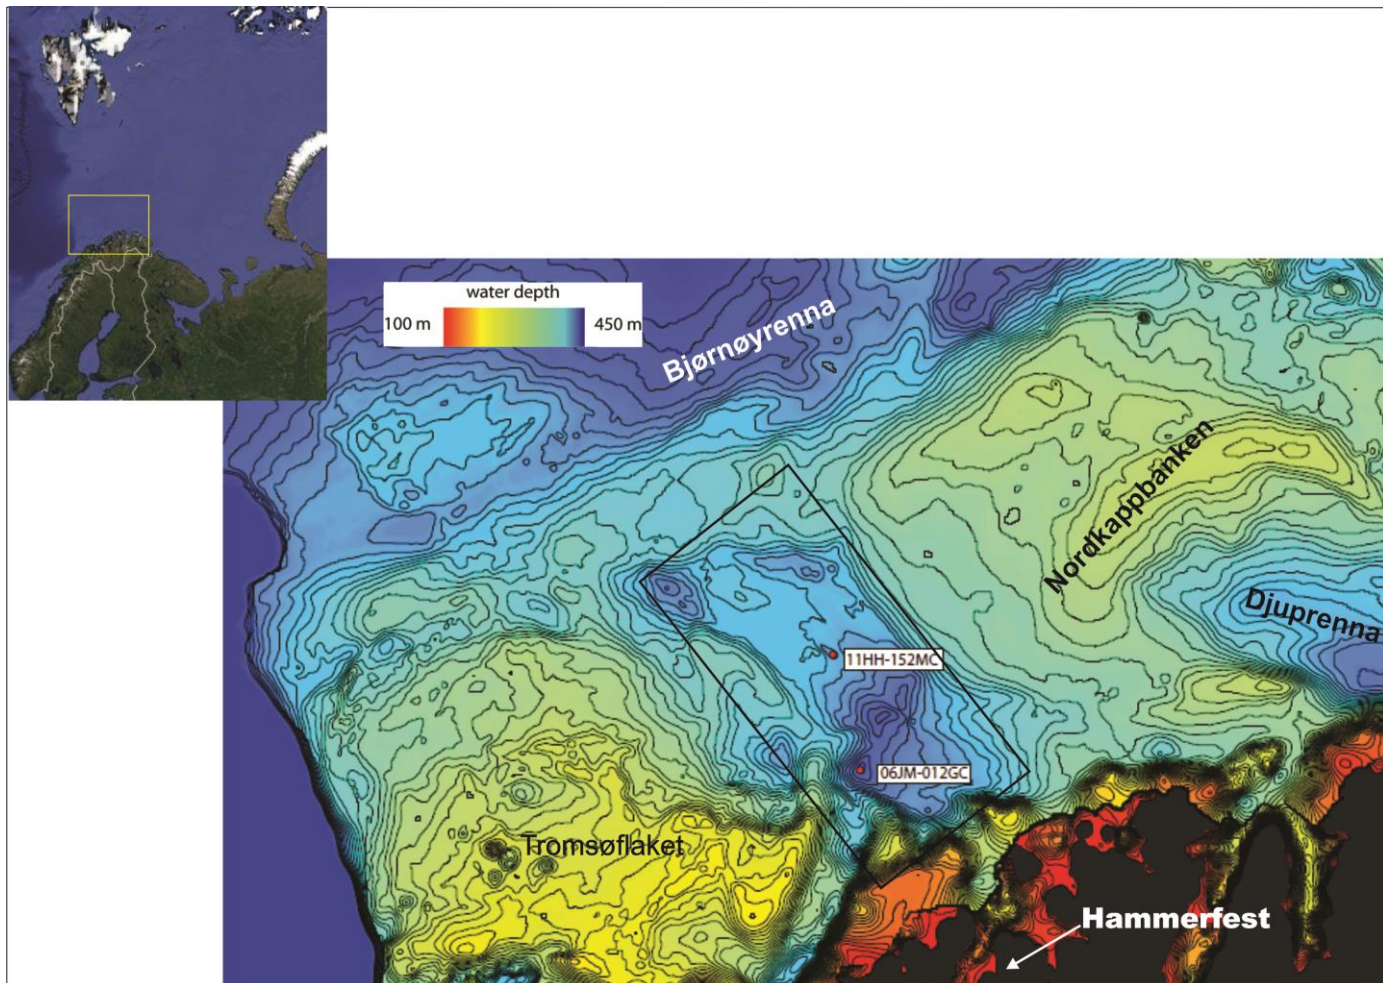 water depth
100 m
450 m
Bjørnøyrenna
Nordkappbanken
Djuprenna
11HH-152MC
06JM-012GC
Tromsøflaket
Hammerfest